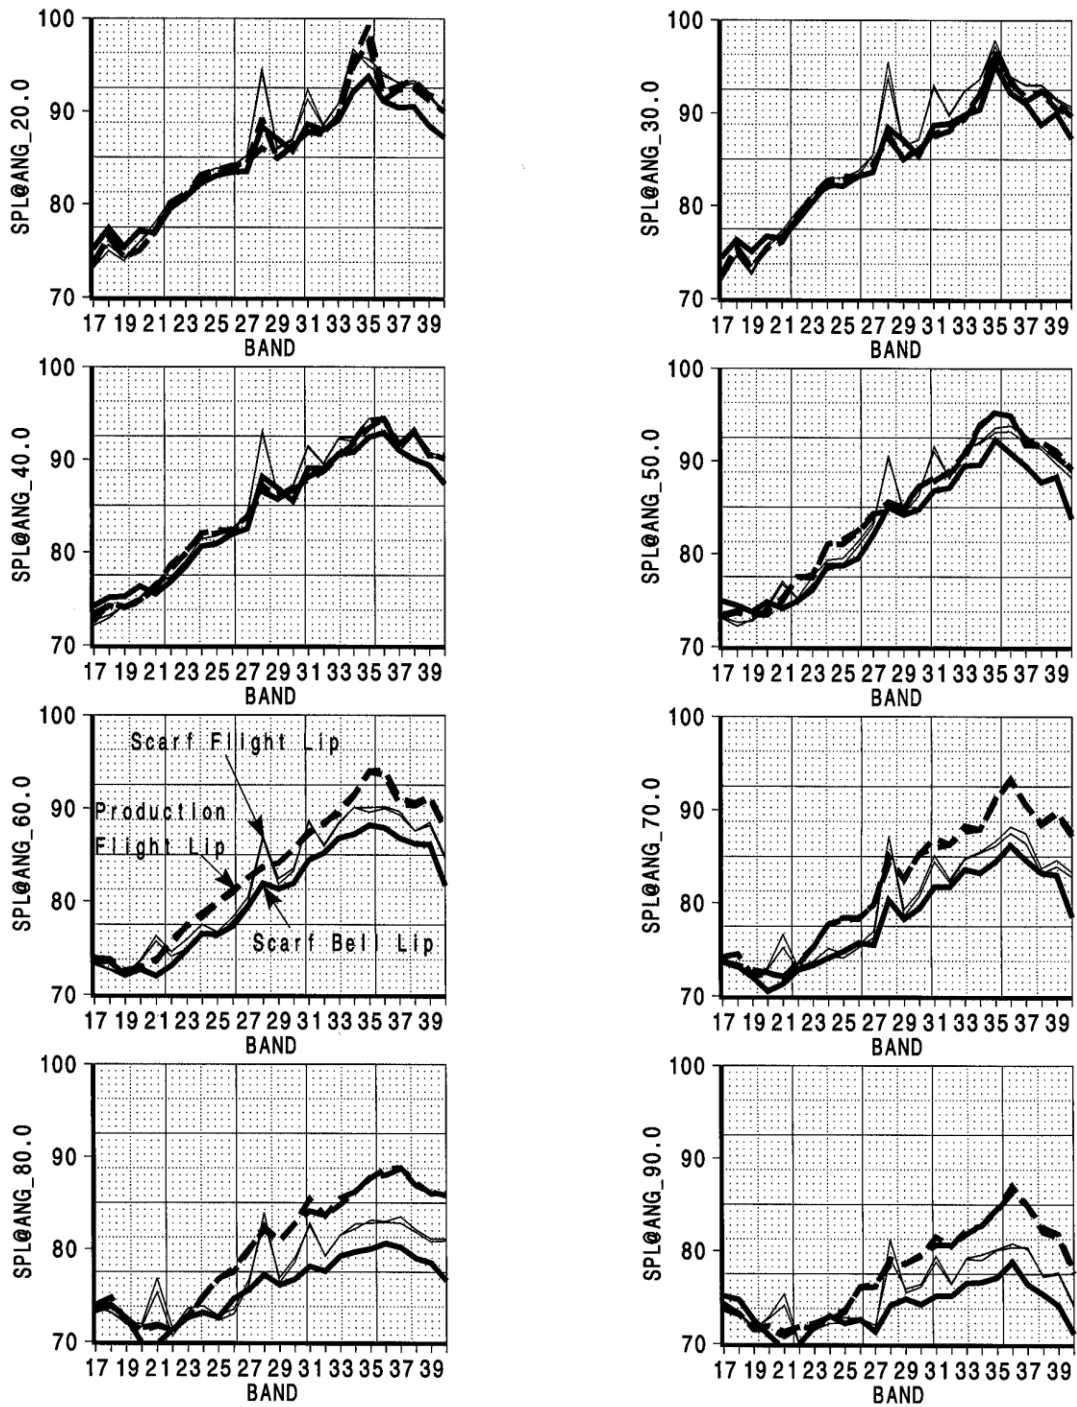 SPL@ANG_20.0
100
90
80
70
17 19 21 23 25 27 29 31 33 35 37 39
BAND
SPL@ANG_30.0
100
90
80
70
17 19 21 23 25 27 29 31 33 35 37 39
BAND
SPL@ANG_40.0
100
90
80
70
17 19 21 23 25 27 29 31 33 35 37 39
BAND
SPL@ANG_50.0
100
90
80
70
17 19 21 23 25 27 29 31 33 35 37 39
BAND
SPL@ANG_60.0
100
90
80
70
Scarf Flight Lip
Production
Flight Lip
Scarf Bell Lip
17 19 21 23 25 27 29 31 33 35 37 39
BAND
SPL@ANG_70.0
100
90
80
70
17 19 21 23 25 27 29 31 33 35 37 39
BAND
SPL@ANG_80.0
100
90
80
70
17 19 21 23 25 27 29 31 33 35 37 39
BAND
SPL@ANG_90.0
100
90
80
70
17 19 21 23 25 27 29 31 33 35 37 39
BAND